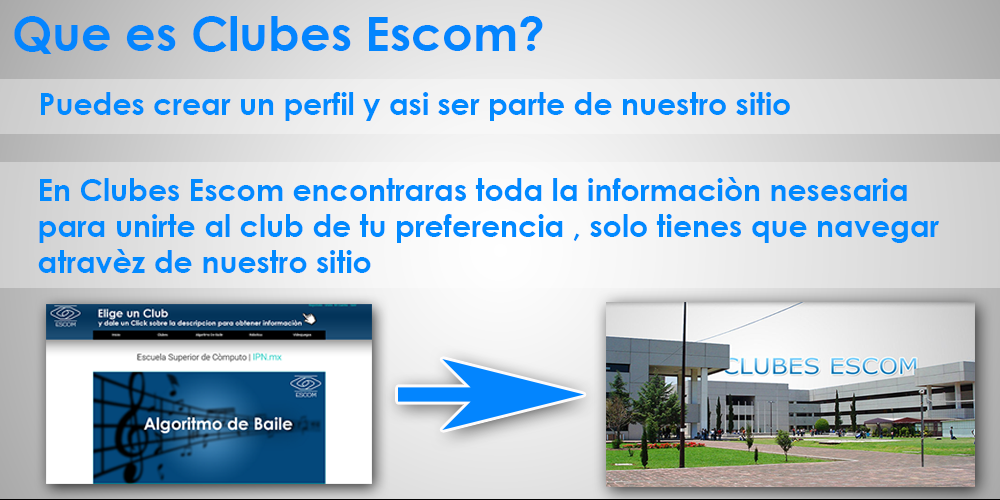 Que es Clubes Escom?
Puedes crear un perfil y asi ser parte de nuestro sitio
En Clubes Escom encontraras toda la informaciòn nesesaria
para unirte al club de tu preferencia , solo tienes que navegar
atravèz de nuestro sitio
ESCOM
Elige un Club
y dale un Click sobre la descripcion para obtener informaciòn
Inicio Clubes Algoritmo De Baile Robotica Videojuegos
Escuela Superior de Còmputo | IPN.mx
ESCOM
Algoritmo de Baile
CLUBES ESCOM